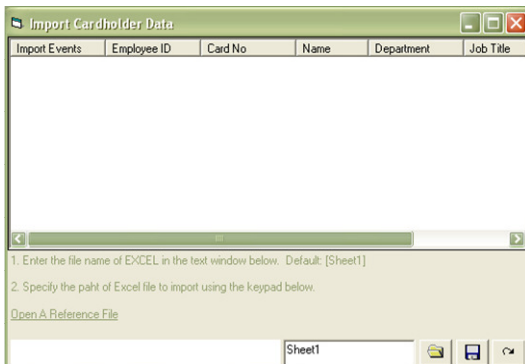 Import Cardholder Data
Import Events Employee ID Card No Name Department Job Title
1. Enter the file name of EXCEL in the text window below. Default: [Sheet1]
2. Specify the paht of Excel file to import using the keypad below.
Open A Reference File
Sheet1